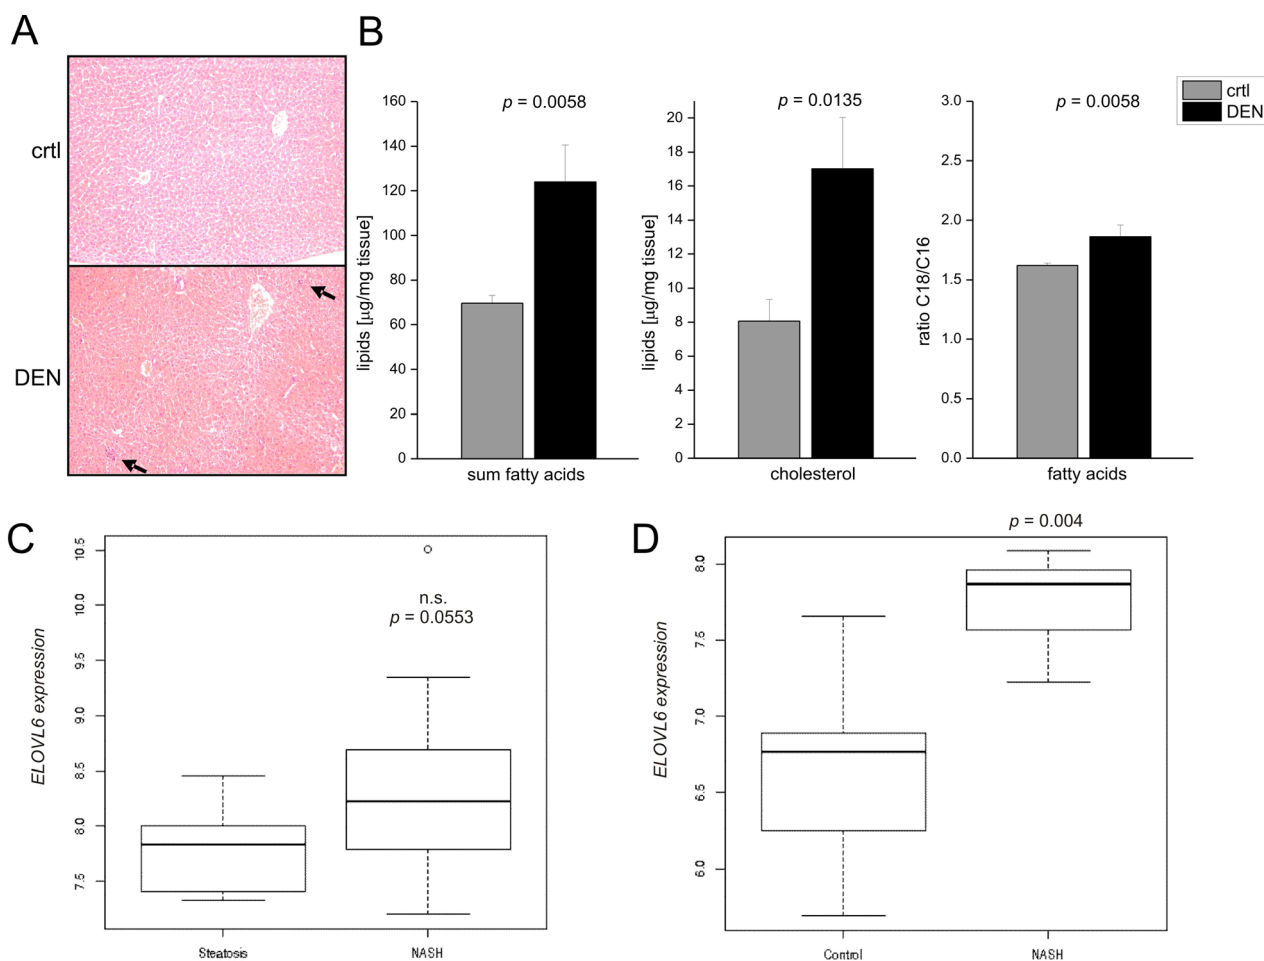 A
crtl
DEN
B
crtl
DEN
p = 0.0058
160
140
120
100
80
60
40
20
0
lipids [µg/mg tissue]
sum fatty acids
p = 0.0135
20
18
16
14
12
10
8
6
4
2
0
lipids [µg/mg tissue]
cholesterol
p = 0.0058
3.0
2.5
2.0
1.5
1.0
0.5
0.0
ratio C18/C16
fatty acids
C
10.5
10.0
9.5
9.0
8.5
8.0
7.5
ELOVL6 expression
n.s.
p = 0.0553
Steatosis
NASH
D
p = 0.004
8.0
7.5
7.0
6.5
6.0
ELOVL6 expression
Control
NASH